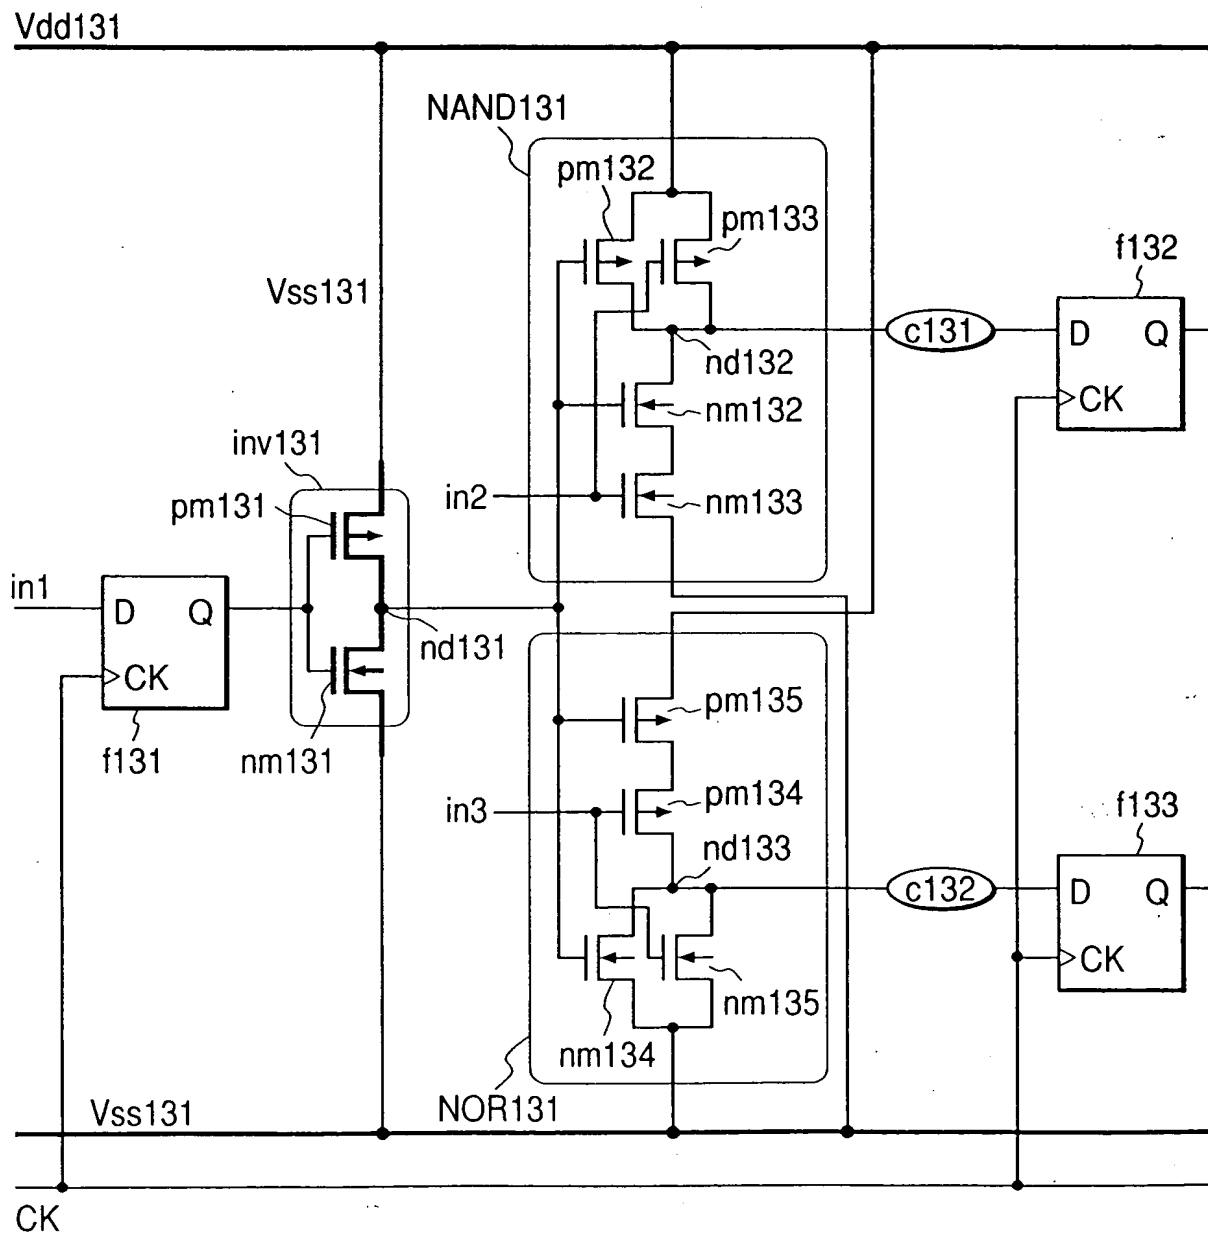 Vdd131
NAND131
pm132
pm133
f132
Vss131
c131
D Q
nd132
CK
nm132
inv131
pm131
in2
nm133
in1
D Q
nd131
CK
pm135
f131
nm131
in3
pm134
f133
nd133
c132
D Q
CK
nm135
nm134
Vss131
NOR131
CK